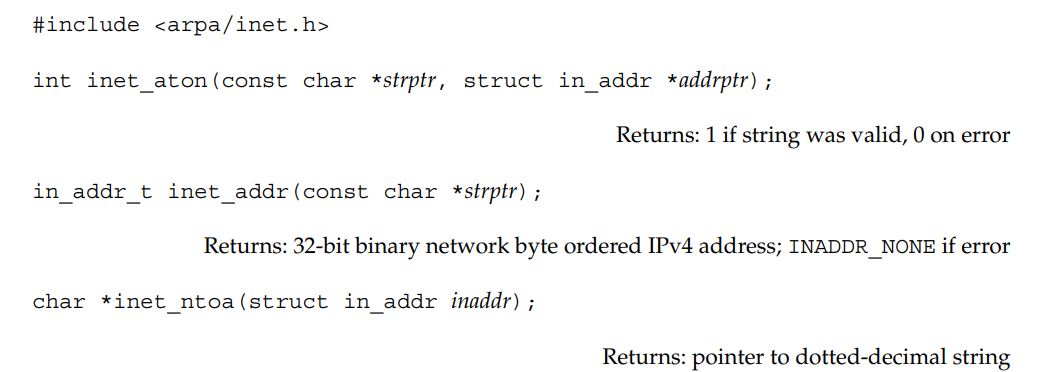 #include <arpa/inet.h>
int inet_aton(const char *strptr, struct in_addr *addrptr);
Returns: 1 if string was valid, 0 on error
in_addr_t inet_addr(const char *strptr);
Returns: 32-bit binary network byte ordered IPv4 address; INADDR_NONE if error
char *inet_ntoa(struct in_addr inaddr);
Returns: pointer to dotted-decimal string